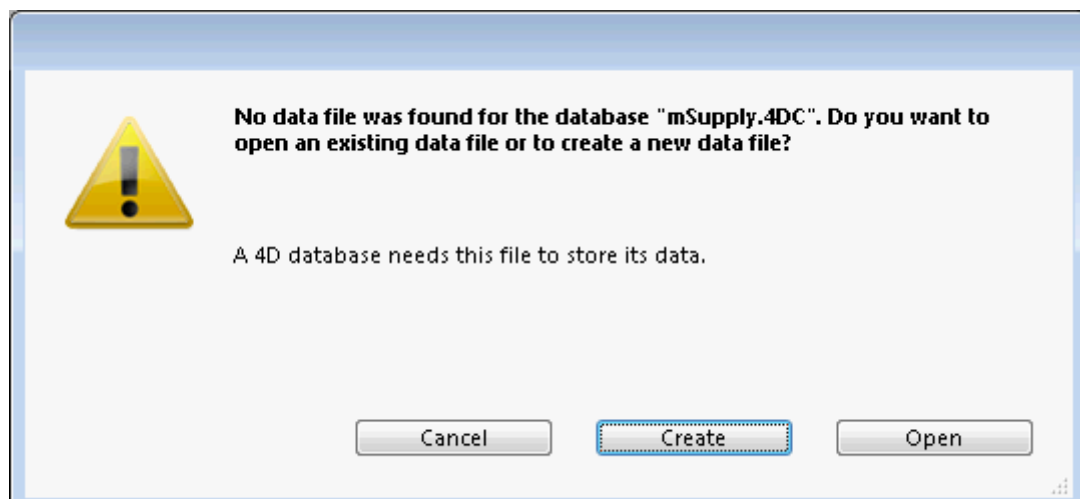 No data file was found for the database "mSupply.4DC". Do you want to
open an existing data file or to create a new data file?
A 4D database needs this file to store its data.
Cancel Create Open